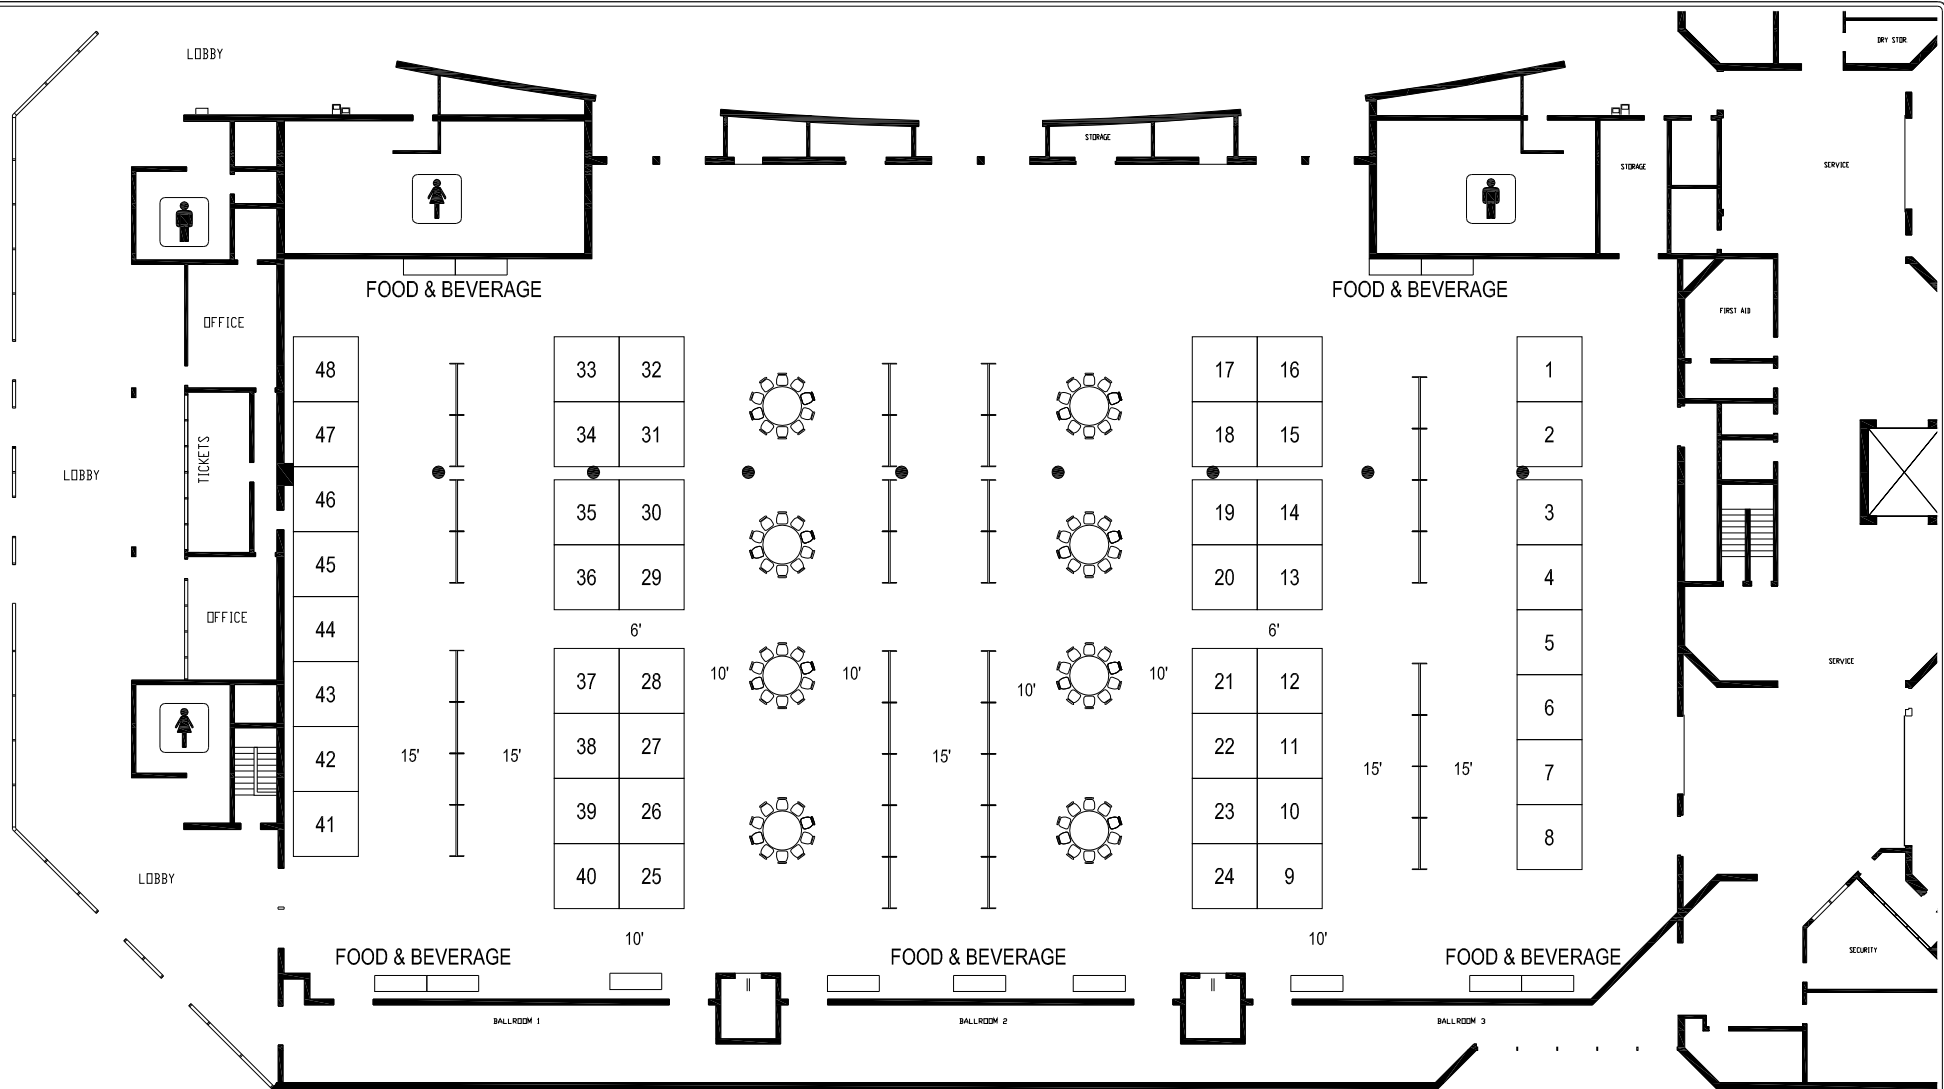 LOBBY
DRY STOR.
STORAGE
STORAGE
SERVICE
FOOD & BEVERAGE
FOOD & BEVERAGE
OFFICE
FIRST AID
48 33 32 17 16 1
47 34 31 18 15 2
TICKETS
LOBBY
46 35 30 19 14 3
45 36 29 20 13 4
OFFICE
44 6' 6' 5
SERVICE
43 37 28 10' 10' 10' 10' 21 12 6
42 15' 15' 38 27 15' 22 11 15' 15' 7
41 39 26 23 10 8
LOBBY
40 25 24 9
10' 10'
FOOD & BEVERAGE FOOD & BEVERAGE FOOD & BEVERAGE
SECURITY
BALLROOM 1 BALLROOM 2 BALLROOM 3